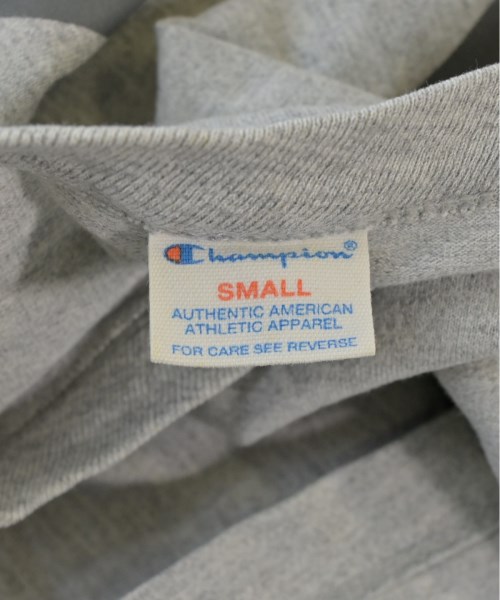 Champion®
SMALL
AUTHENTIC AMERICAN
ATHLETIC APPAREL
FOR CARE SEE REVERSE